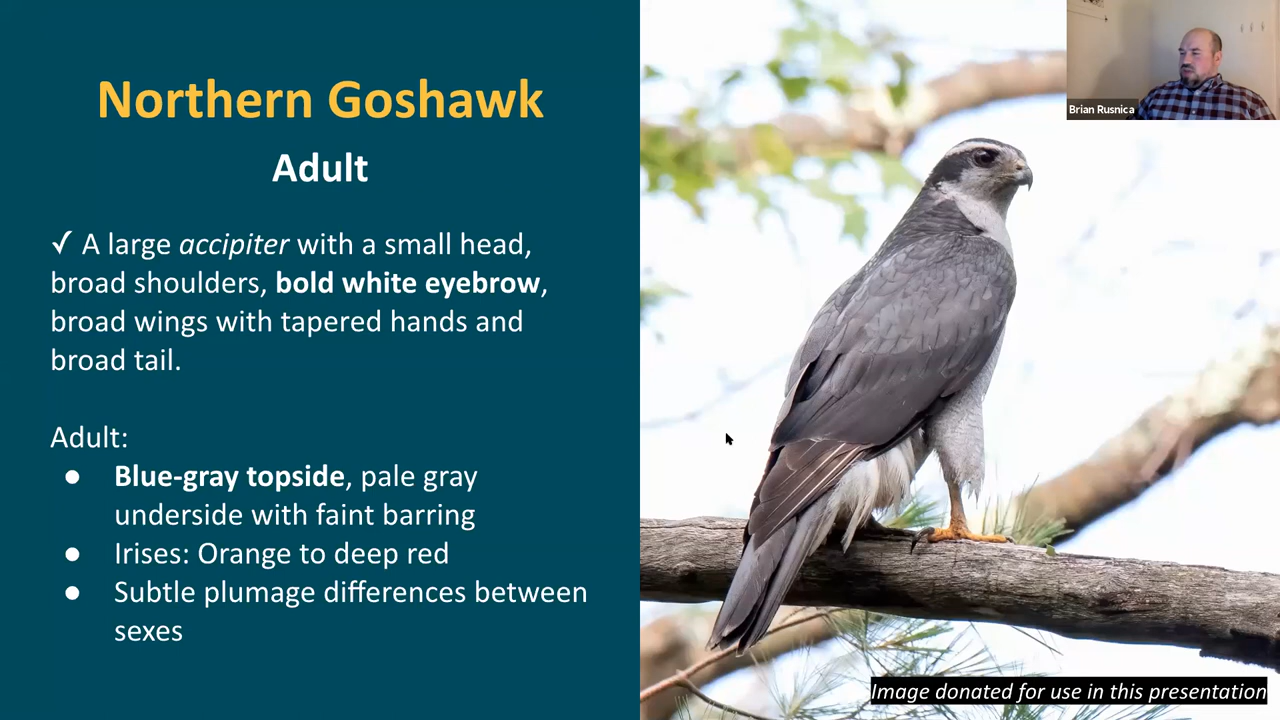 Northern Goshawk
Adult
✓ A large accipiter with a small head,
broad shoulders, bold white eyebrow,
broad wings with tapered hands and
broad tail.
Adult:
● Blue-gray topside, pale gray
underside with faint barring
● Irises: Orange to deep red
● Subtle plumage differences between
sexes
Brian Rusnica
Image donated for use in this presentation